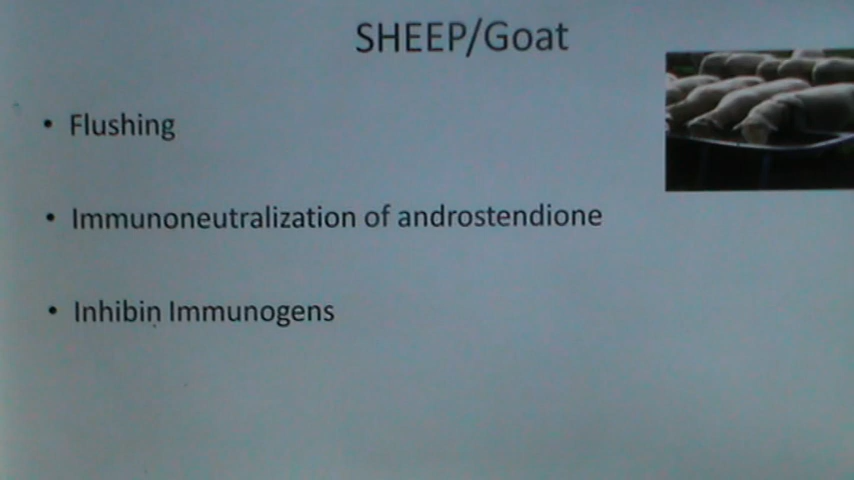 SHEEP/Goat
• Flushing
• Immunoneutralization of androstendione
• Inhibin Immunogens